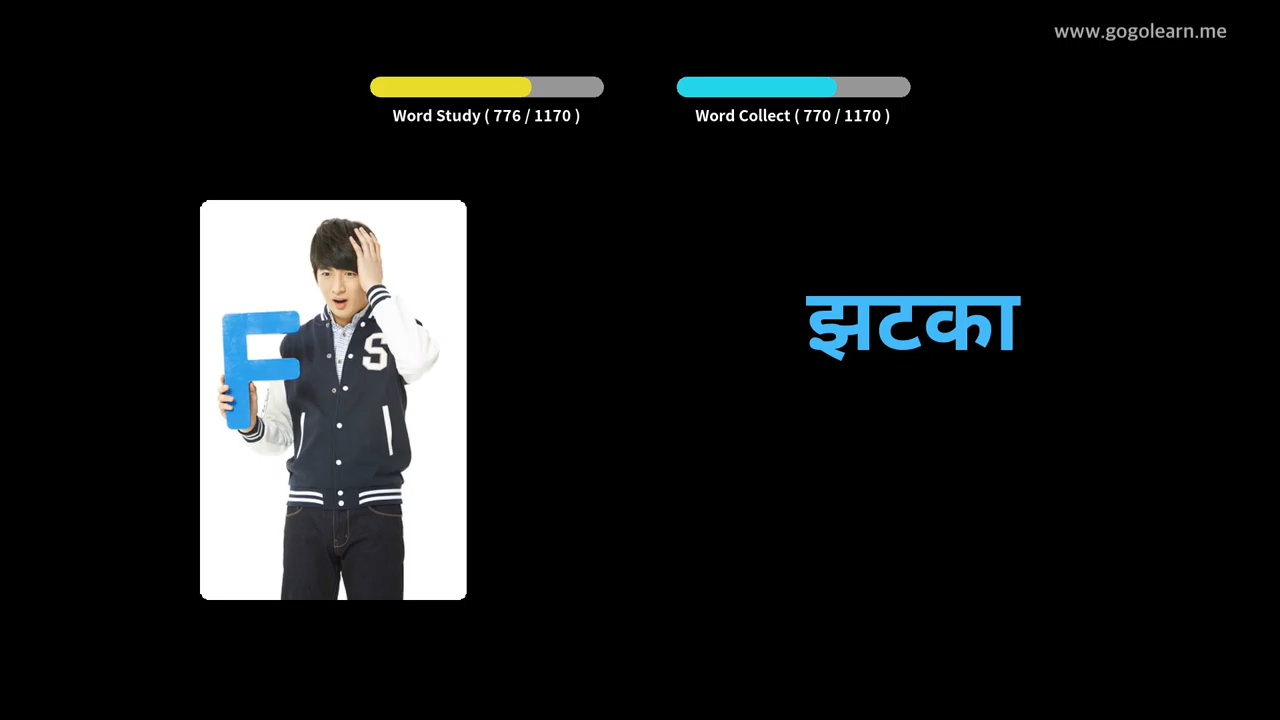 www.gogolearn.me
Word Study ( 776 / 1170 )
Word Collect ( 770 / 1170 )
F
S
झटका